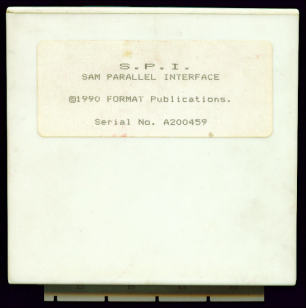 S.P.I.
SAM PARALLEL INTERFACE
©1990 FORMAT Publications.
Serial No. A200459